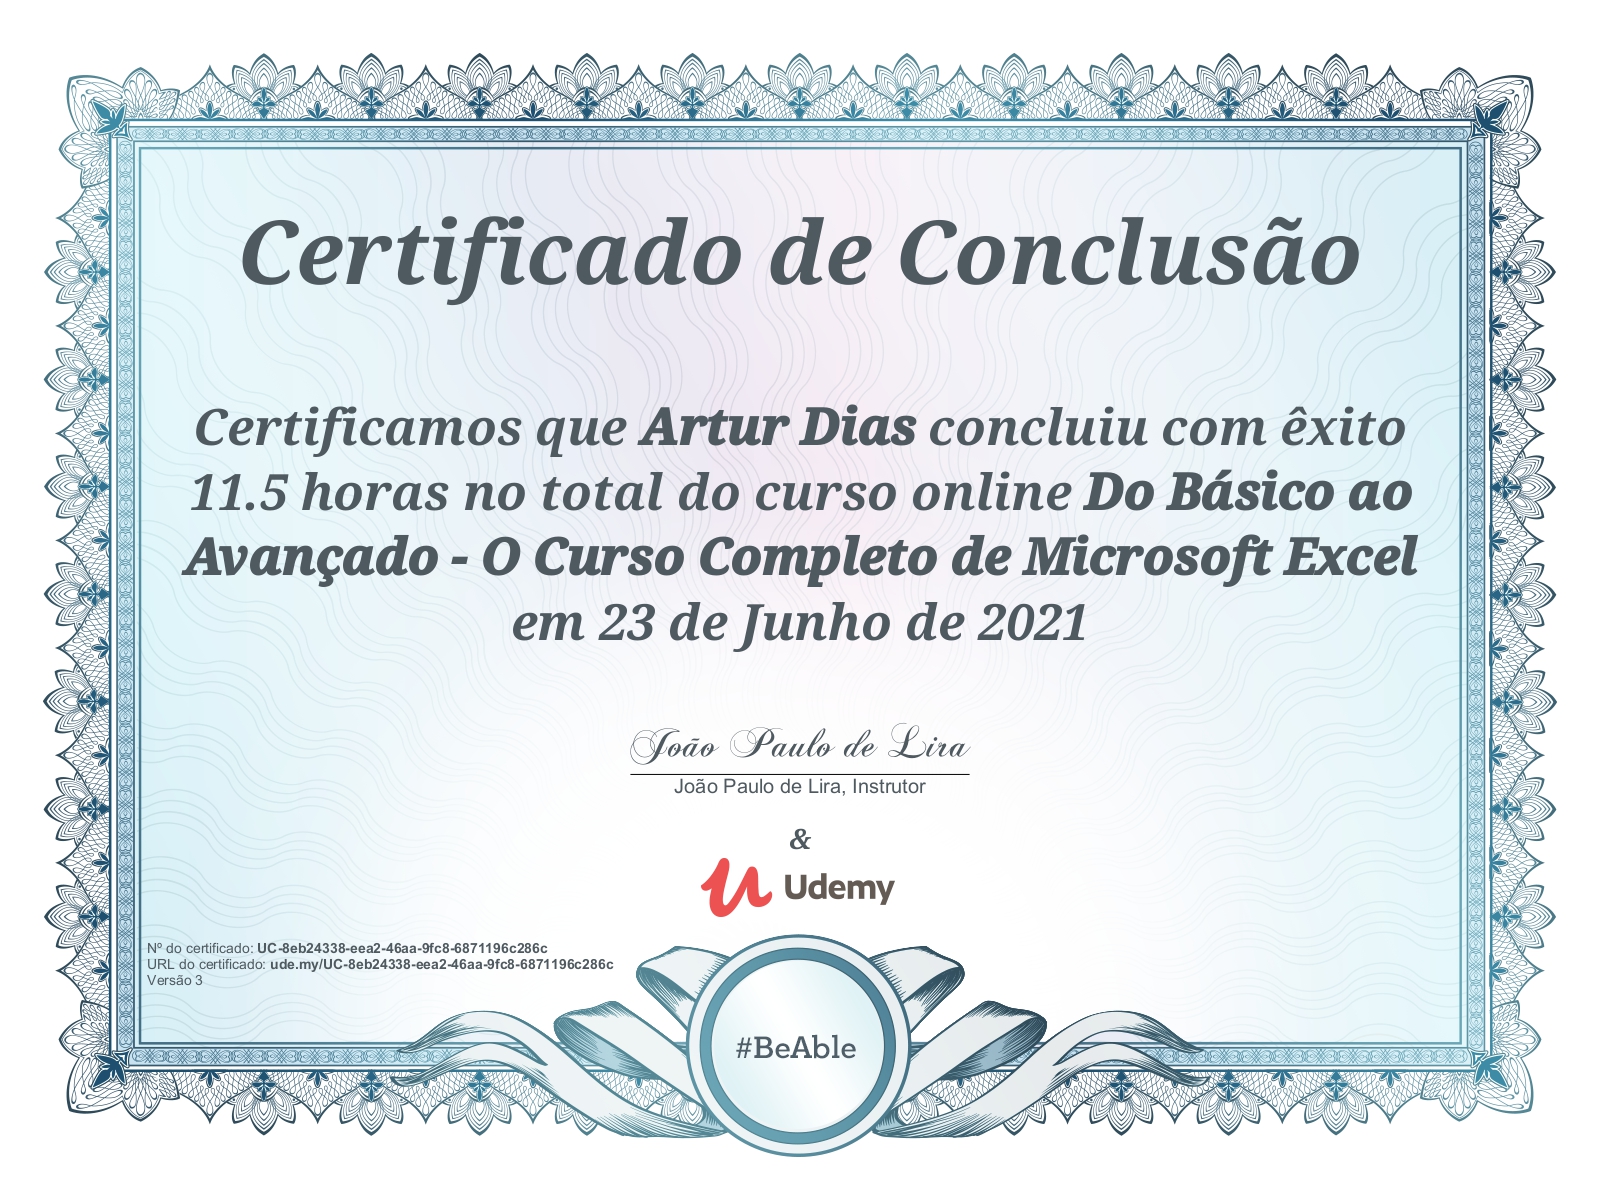 Certificado de Conclusão
Certificamos que Artur Dias concluiu com êxito
11.5 horas no total do curso online Do Básico ao
Avançado - O Curso Completo de Microsoft Excel
em 23 de Junho de 2021
João Paulo de Lira
João Paulo de Lira, Instrutor
&
Udemy
Nº do certificado: UC-8eb24338-eea2-46aa-9fc8-6871196c286c
URL do certificado: ude.my/UC-8eb24338-eea2-46aa-9fc8-6871196c286c
Versão 3
#BeAble